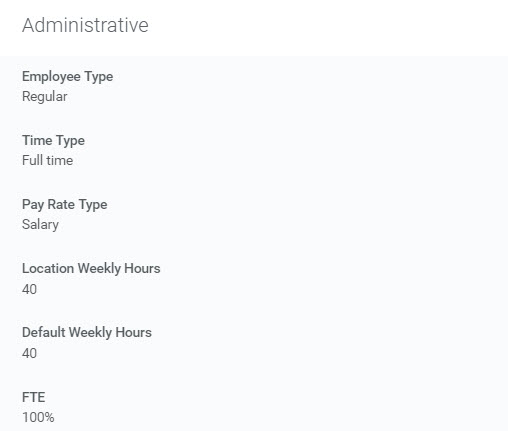 Administrative
Employee Type
Regular
Time Type
Full time
Pay Rate Type
Salary
Location Weekly Hours
40
Default Weekly Hours
40
FTE
100%